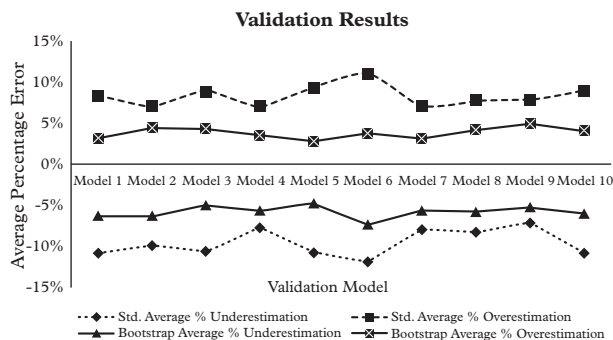 Validation Results
Average Percentage Error
15%
10%
5%
0%
Model 1 Model 2 Model 3 Model 4 Model 5 Model 6 Model 7 Model 8 Model 9 Model 10
-5%
-10%
-15%
Validation Model
Std. Average % Underestimation Std. Average % Overestimation
Bootstrap Average % Underestimation Bootstrap Average % Overestimation